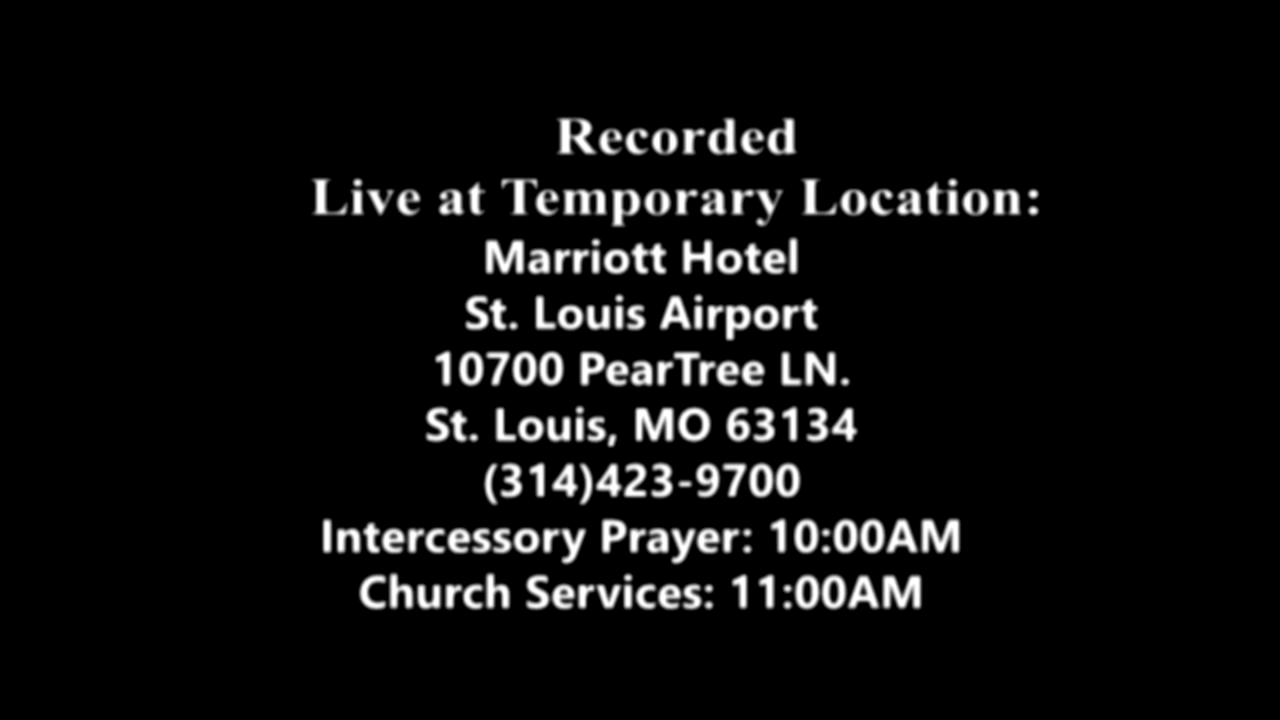 Recorded
Live at Temporary Location:
Marriott Hotel
St. Louis Airport
10700 PearTree LN.
St. Louis, MO 63134
(314)423-9700
Intercessory Prayer: 10:00AM
Church Services: 11:00AM